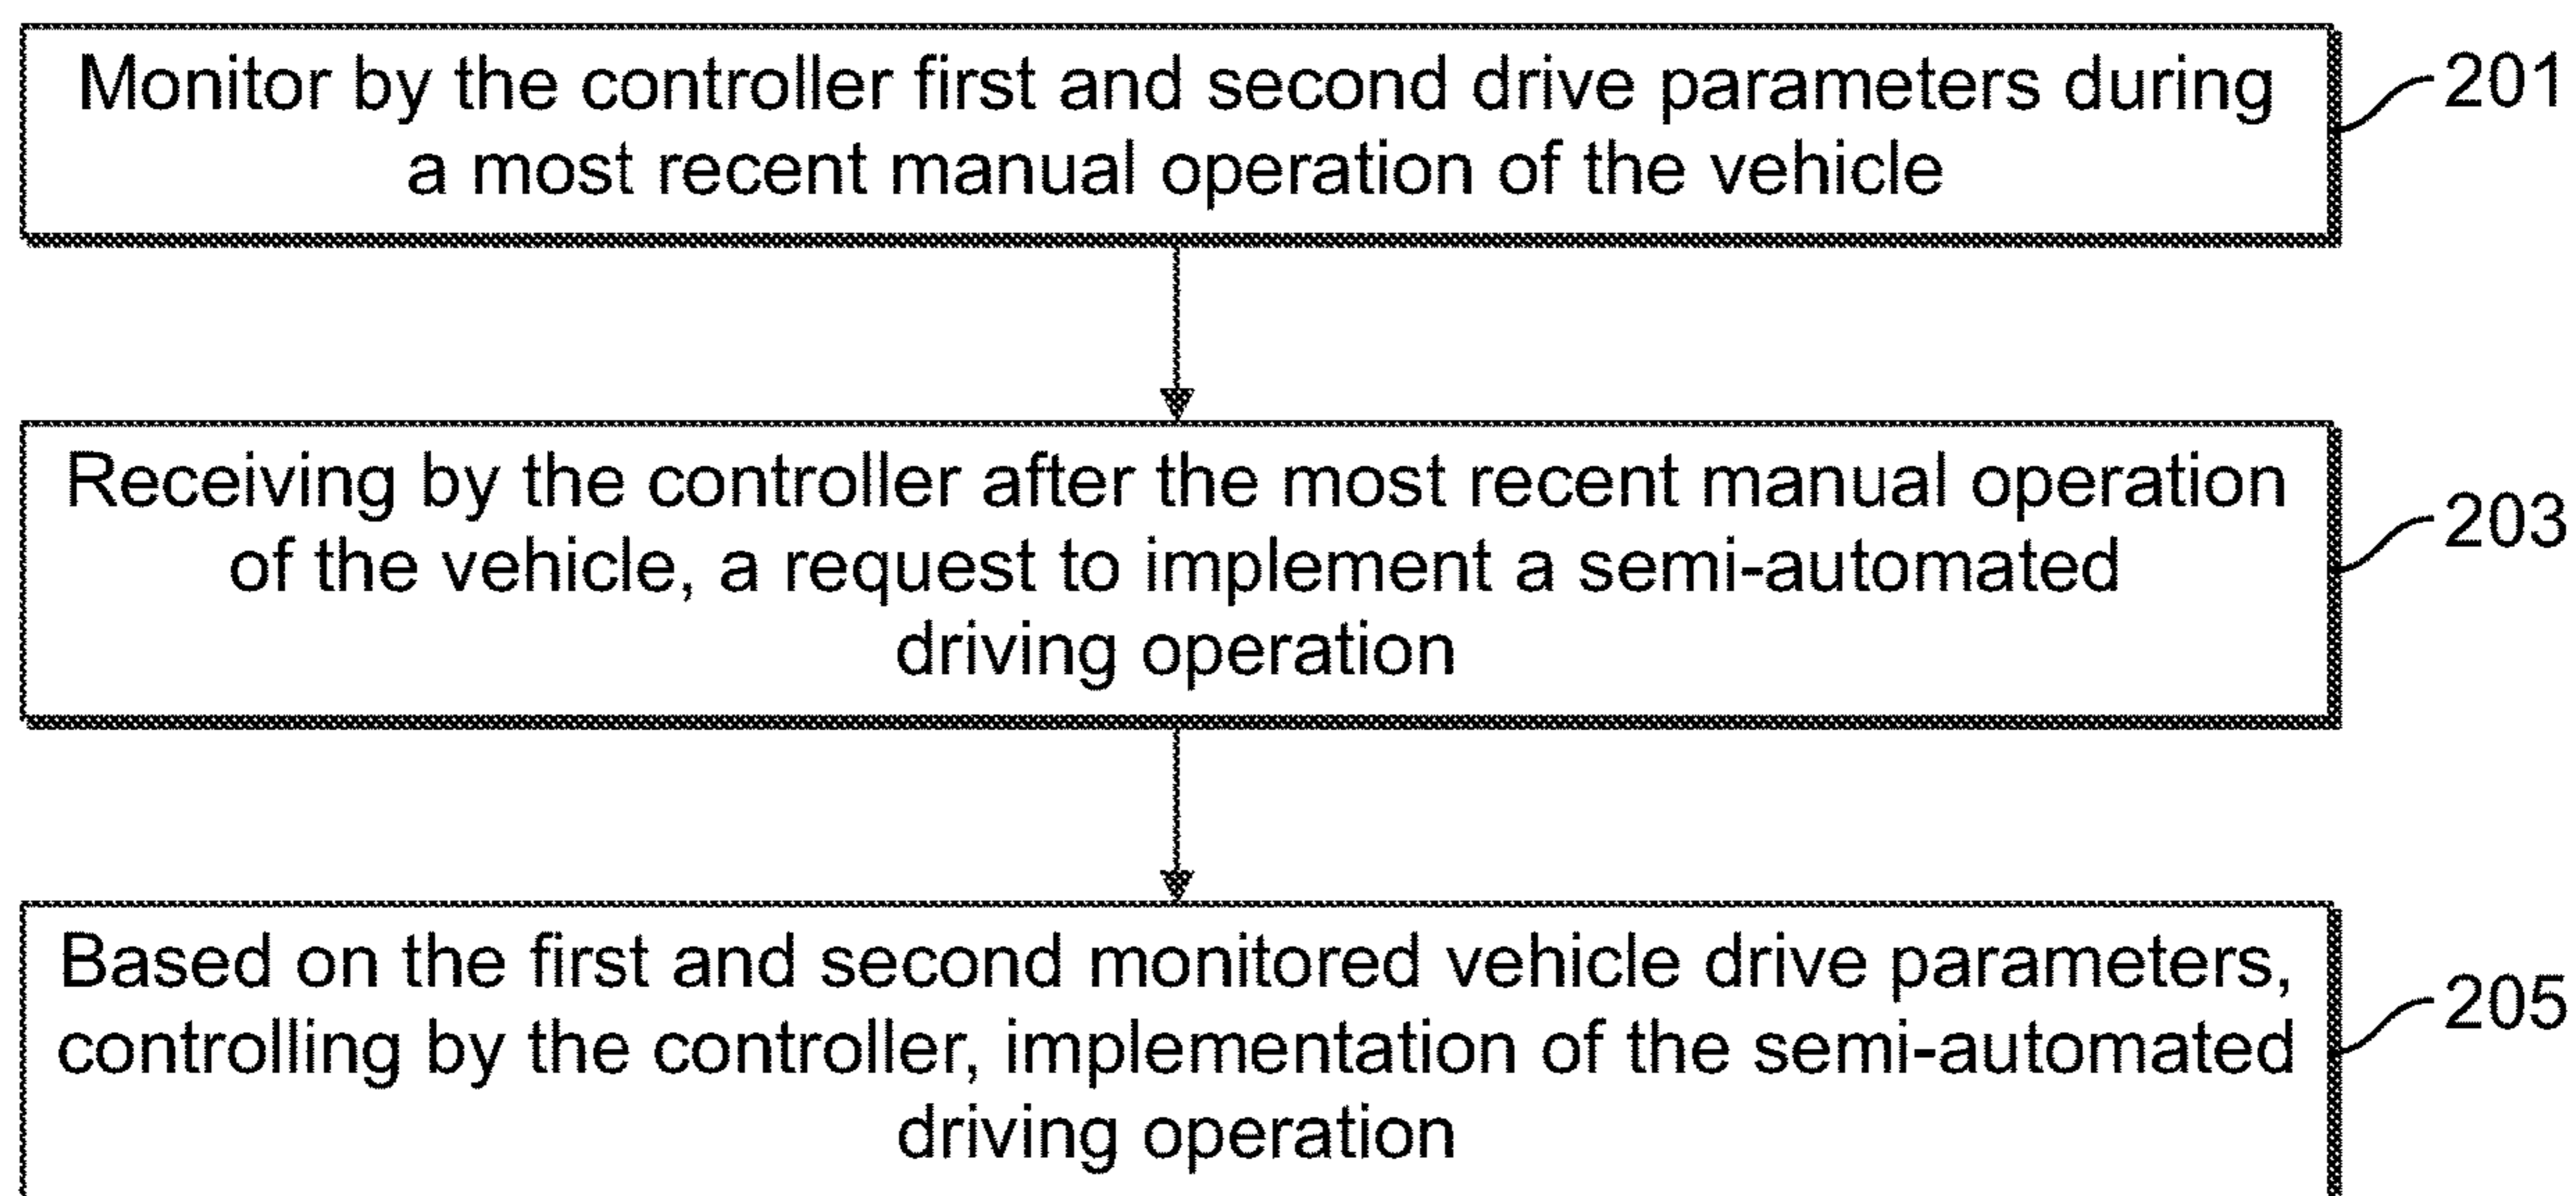 Monitor by the controller first and second drive parameters during
a most recent manual operation of the vehicle
201
Receiving by the controller after the most recent manual operation
of the vehicle, a request to implement a semi-automated
driving operation
203
Based on the first and second monitored vehicle drive parameters,
controlling by the controller, implementation of the semi-automated
driving operation
205